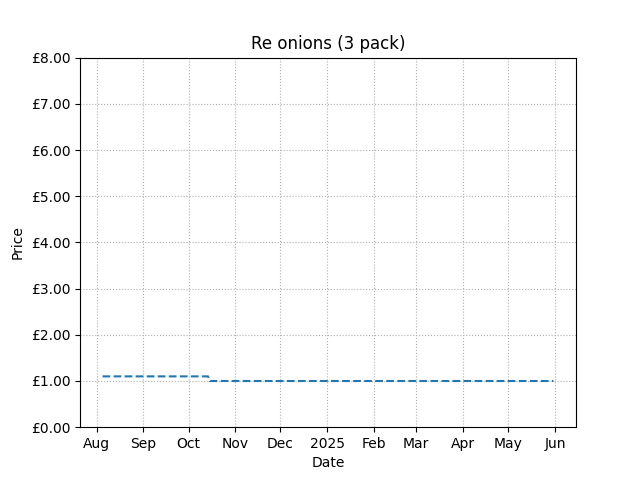 Re onions (3 pack)
£8.00
£7.00
£6.00
£5.00
£4.00
£3.00
£2.00
£1.00
£0.00
Price
Aug Sep Oct Nov Dec 2025 Feb Mar Apr May Jun
Date